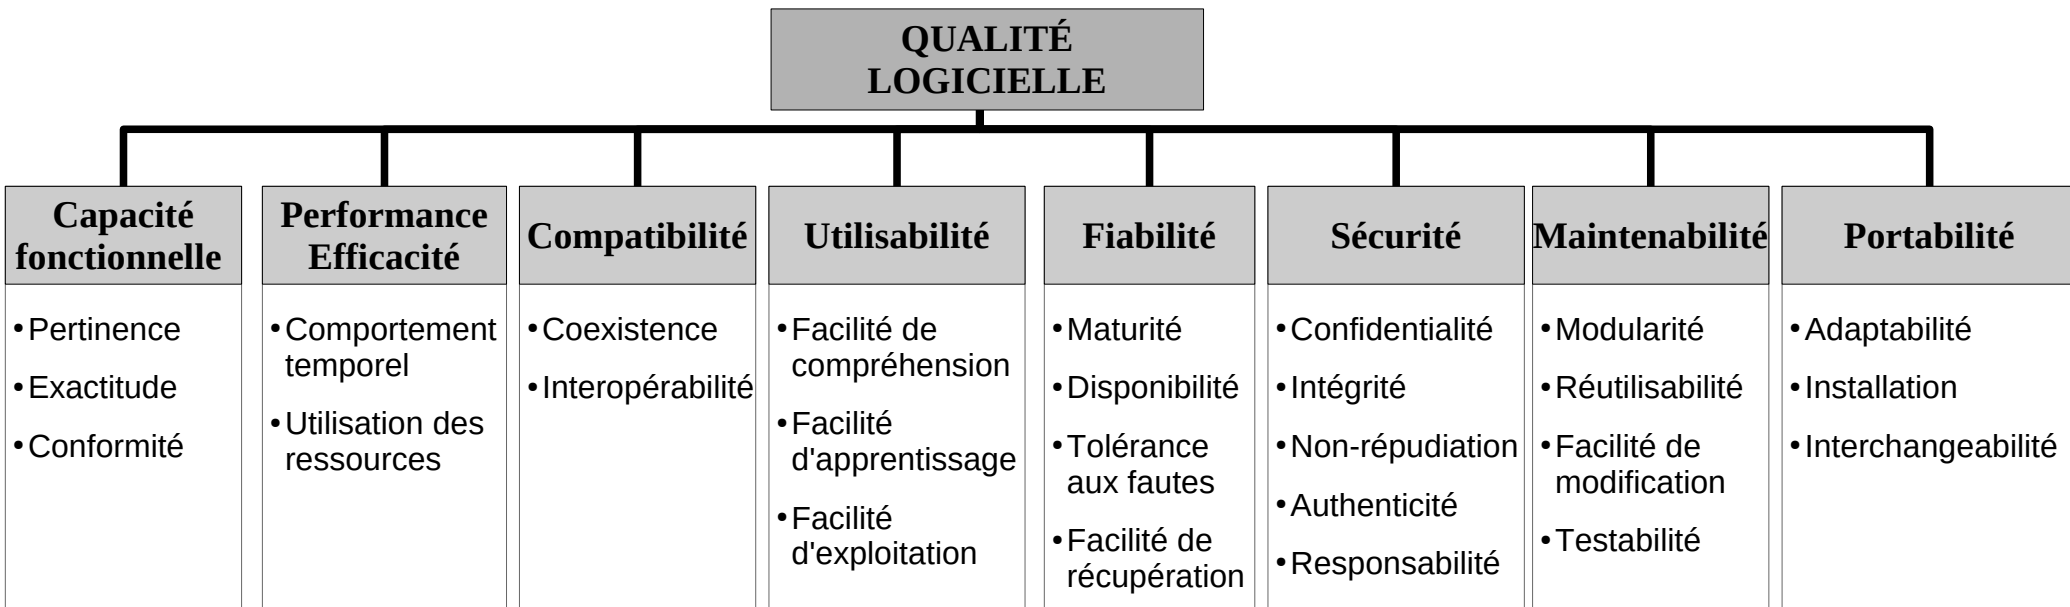 QUALITÉ
LOGICIELLE
Capacité
fonctionnelle
• Pertinence
• Exactitude
• Conformité
Performance
Efficacité
• Comportement
temporel
• Utilisation des
ressources
Compatibilité
• Coexistence
• Interopérabilité
Utilisabilité
• Facilité de
compréhension
• Facilité
d'apprentissage
• Facilité
d'exploitation
Fiabilité
• Maturité
• Disponibilité
• Tolérance
aux fautes
• Facilité de
récupération
Sécurité
• Confidentialité
• Intégrité
• Non-répudiation
• Authenticité
• Responsabilité
Maintenabilité
• Modularité
• Réutilisabilité
• Facilité de
modification
• Testabilité
Portabilité
• Adaptabilité
• Installation
• Interchangeabilité